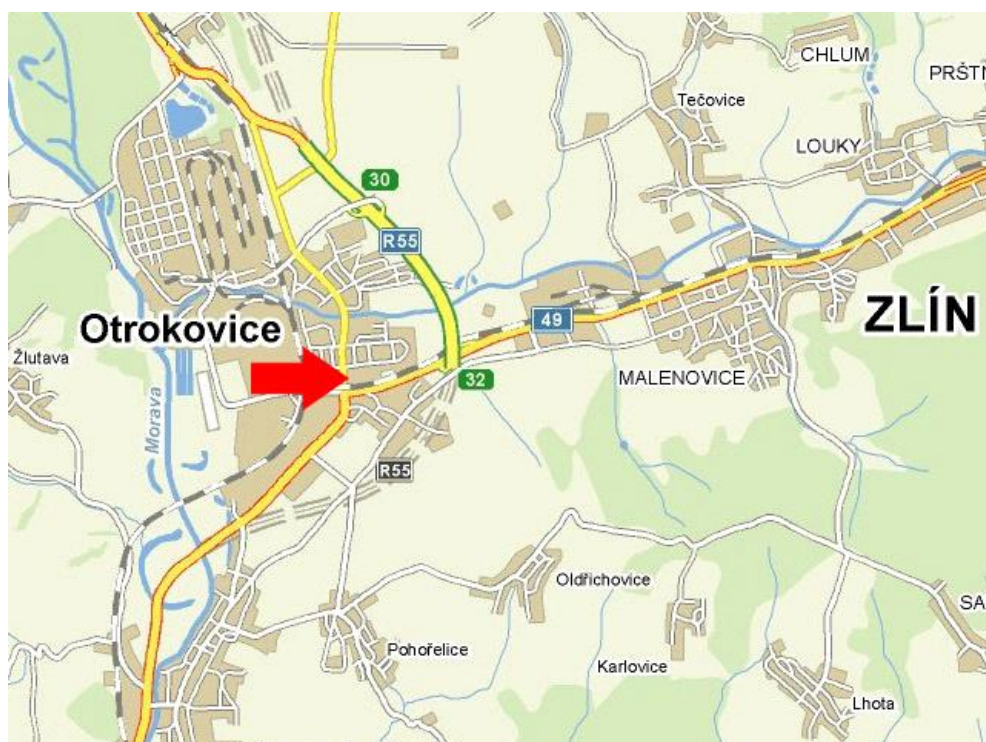 CHLUM
PRŠTN
Tečovice
LOUKY
30
R55
49
ZLÍN
Otrokovice
Žlutava
32
MALENOVICE
Morava
R55
Oldřichovice
SA
Pohořelice
Karlovice
Lhota